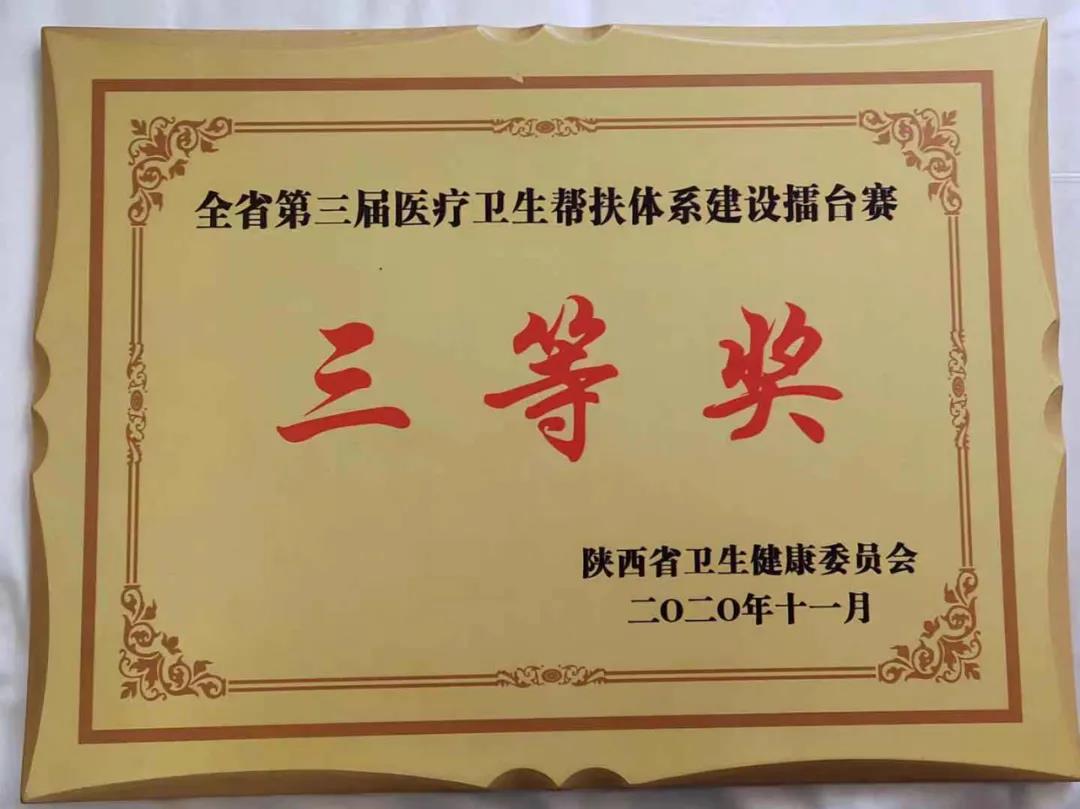 全省第三届医疗卫生帮扶体系建设擂台赛
三等奖
陕西省卫生健康委员会
二〇二〇年十一月